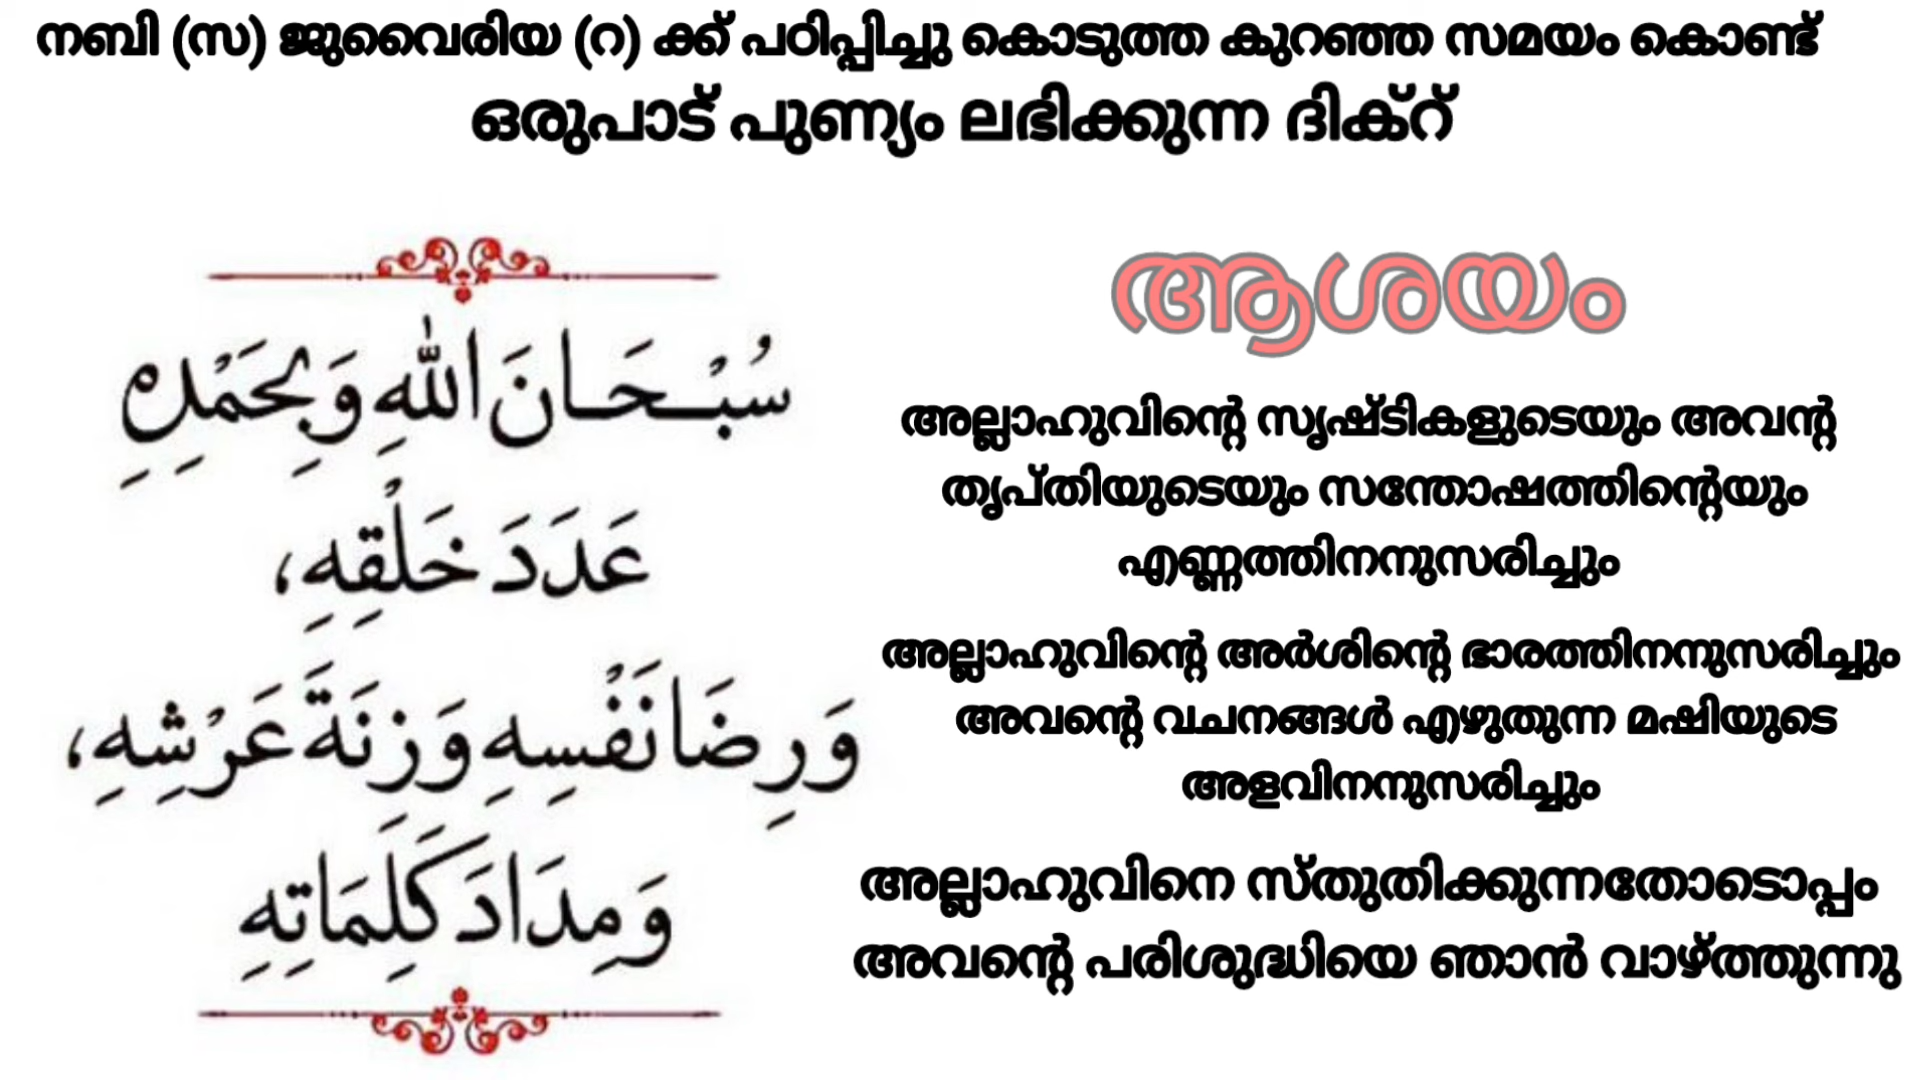 നബി (സ) ജുവൈരിയ (റ) ക്ക് പഠിപ്പിച്ചു കൊടുത്ത കുറഞ്ഞ സമയം കൊണ്ട്
ഒരുപാട് പുണ്യം ലഭിക്കുന്ന ദിക്റ്
سُبْحَانَ اللهِ وَبِحَمْدِهِ
عَدَدَ خَلْقِهِ،
وَرِضَا نَفْسِهِ وَزِنَةَ عَرْشِهِ،
وَمِدَادَ كَلِمَاتِهِ
ആശയം
അല്ലാഹുവിന്റെ സൃഷ്ടികളുടെയും അവന്റ
തൃപ്തിയുടെയും സന്തോഷത്തിന്റെയും
എണ്ണത്തിനനുസരിച്ചും
അല്ലാഹുവിന്റെ അർശിന്റെ ഭാരത്തിനനുസരിച്ചും
അവന്റെ വചനങ്ങൾ എഴുതുന്ന മഷിയുടെ
അളവിനനുസരിച്ചും
അല്ലാഹുവിനെ സ്തുതിക്കുന്നതോടൊപ്പം
അവന്റെ പരിശുദ്ധിയെ ഞാൻ വാഴ്ത്തുന്നു